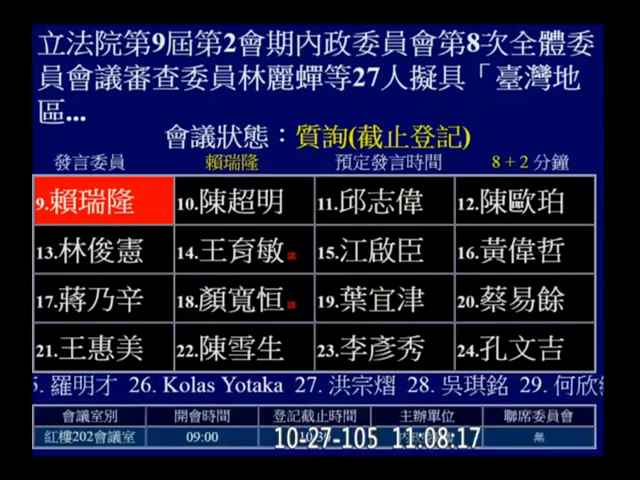 立法院第9屆第2會期內政委員會第8次全體委
員會議審查委員林麗蟬等27人擬具「臺灣地
區...
會議狀態：質詢(截止登記)
發言委員 賴瑞隆 預定發言時間 8 + 2 分鐘
9.賴瑞隆 10.陳超明 11.邱志偉 12.陳歐珀
13.林俊憲 14.王育敏 15.江啟臣 16.黃偉哲
17.蔣乃辛 18.顏寬恒 19.葉宜津 20.蔡易餘
21.王惠美 22.陳雪生 23.李彥秀 24.孔文吉
5. 羅明才 26. Kolas Yotaka 27. 洪宗熠 28. 吳琪銘 29. 何欣
會議室別 開會時間 登記截止時間 主辦單位 聯席委員會
紅樓202會議室 09:00 無
10-27-105 11:08.17